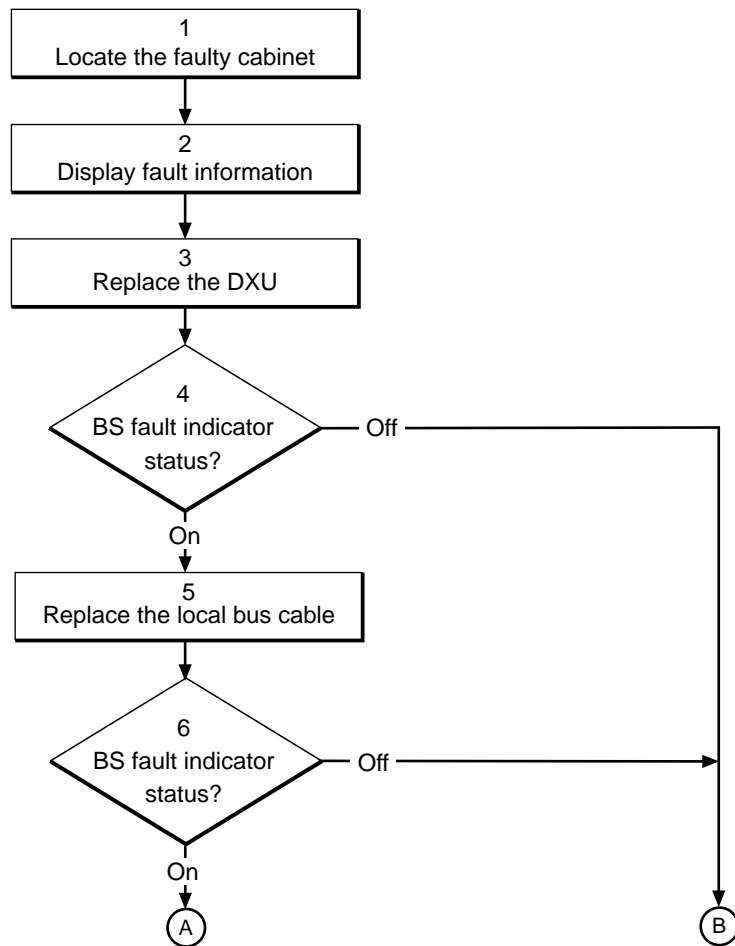 1
Locate the faulty cabinet
2
Display fault information
3
Replace the DXU
4
BS fault indicator
status?
Off
On
5
Replace the local bus cable
6
BS fault indicator
status?
Off
On
A
B